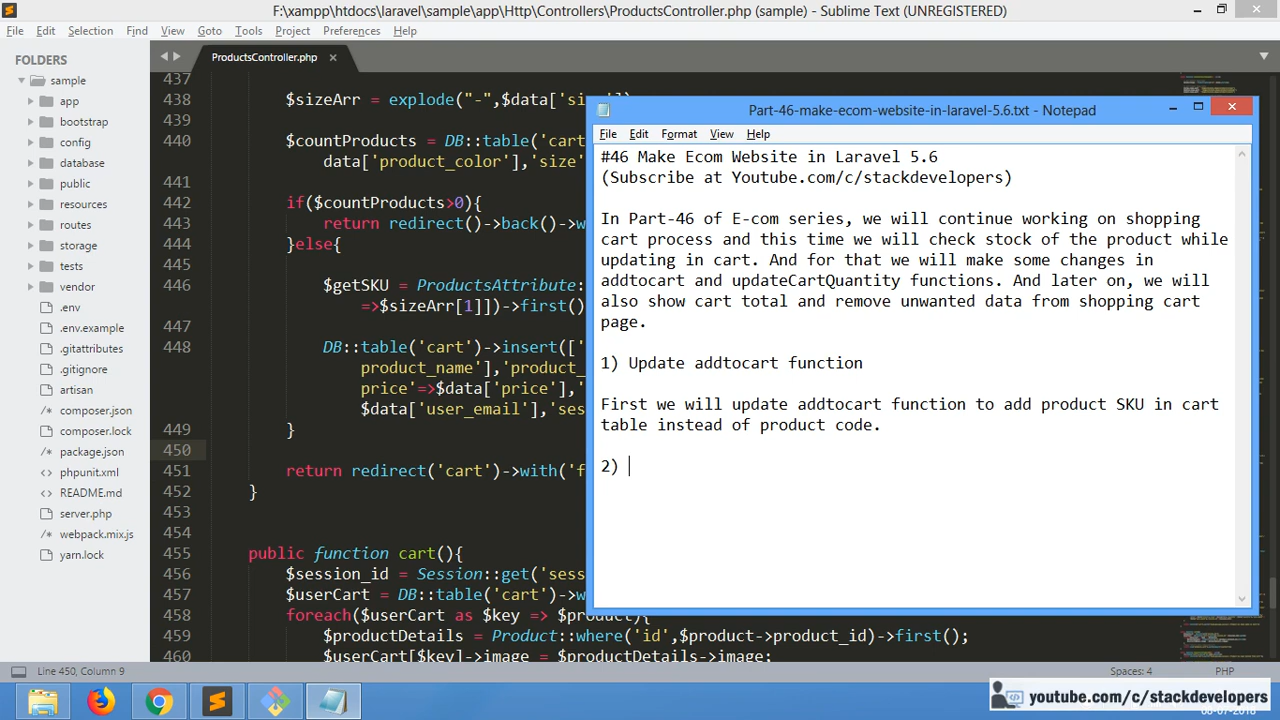 F:\xampp\htdocs\laravel\sample\app\Http\Controllers\ProductsController.php (sample) - Sublime Text (UNREGISTERED)
File Edit Selection Find View Goto Tools Project Preferences Help
FOLDERS
sample
app
bootstrap
config
database
public
resources
routes
storage
tests
vendor
.env
.env.example
.gitattributes
.gitignore
artisan
composer.json
composer.lock
package.json
phpunit.xml
README.md
server.php
webpack.mix.js
yarn.lock
ProductsController.php
437
438 $sizeArr = explode("-",$data['size'])
439
440 $countProducts = DB::table('cart
data['product_color'],'size'
441
442 if($countProducts>0){
443 return redirect()->back()->w
444 }else{
445
446 $getSKU = ProductsAttribute:
=>$sizeArr[1]])->first()
447
448 DB::table('cart')->insert(['
product_name'],'product_
price'=>$data['price'],'
$data['user_email'],'ses
449 }
450
451 return redirect('cart')->with('f
452 }
453
454
455 public function cart(){
456 $session_id = Session::get('sess
457 $userCart = DB::table('cart')->w
458 foreach($userCart as $key => $product){
459 $productDetails = Product::where('id',$product->product_id)->first();
460 $userCart[$key]->image = $productDetails->image;
Part-46-make-ecom-website-in-laravel-5.6.txt - Notepad
File Edit Format View Help
#46 Make Ecom Website in Laravel 5.6
(Subscribe at Youtube.com/c/stackdevelopers)
In Part-46 of E-com series, we will continue working on shopping
cart process and this time we will check stock of the product while
updating in cart. And for that we will make some changes in
addtocart and updateCartQuantity functions. And later on, we will
also show cart total and remove unwanted data from shopping cart
page.
1) Update addtocart function
First we will update addtocart function to add product SKU in cart
table instead of product code.
2)
Line 450, Column 9
Spaces: 4
PHP
youtube.com/c/stackdevelopers